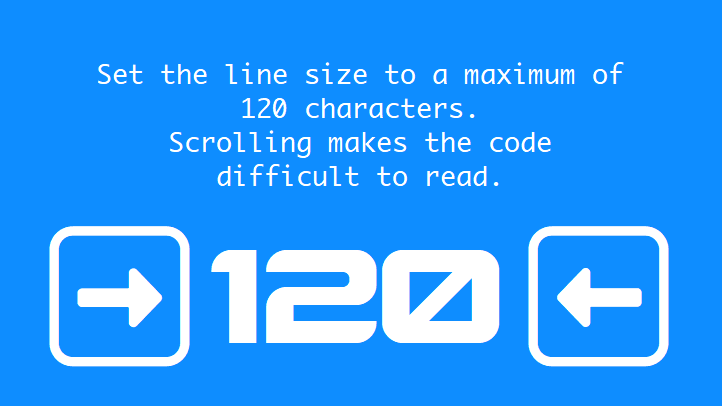 Set the line size to a maximum of
120 characters.
Scrolling makes the code
difficult to read.
120